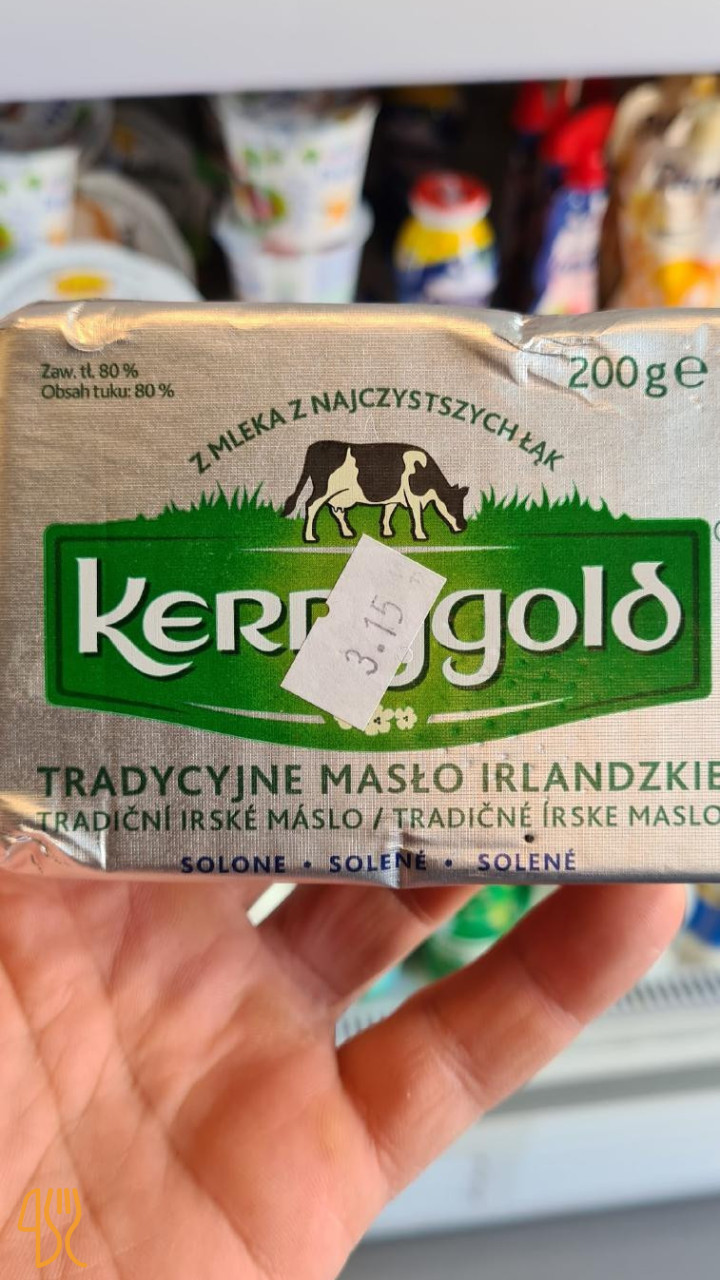 Zaw. tł. 80 %
Obsah tuku: 80 %
200 g e
Z MLEKA Z NAJCZYSTSZYCH ŁĄK
Kerrygold
3.15
TRADYCYJNE MASŁO IRLANDZKIE
TRADIČNÍ IRSKÉ MÁSLO / TRADIČNÉ ÍRSKE MASLO
SOLONE • SOLENÉ • SOLENÉ